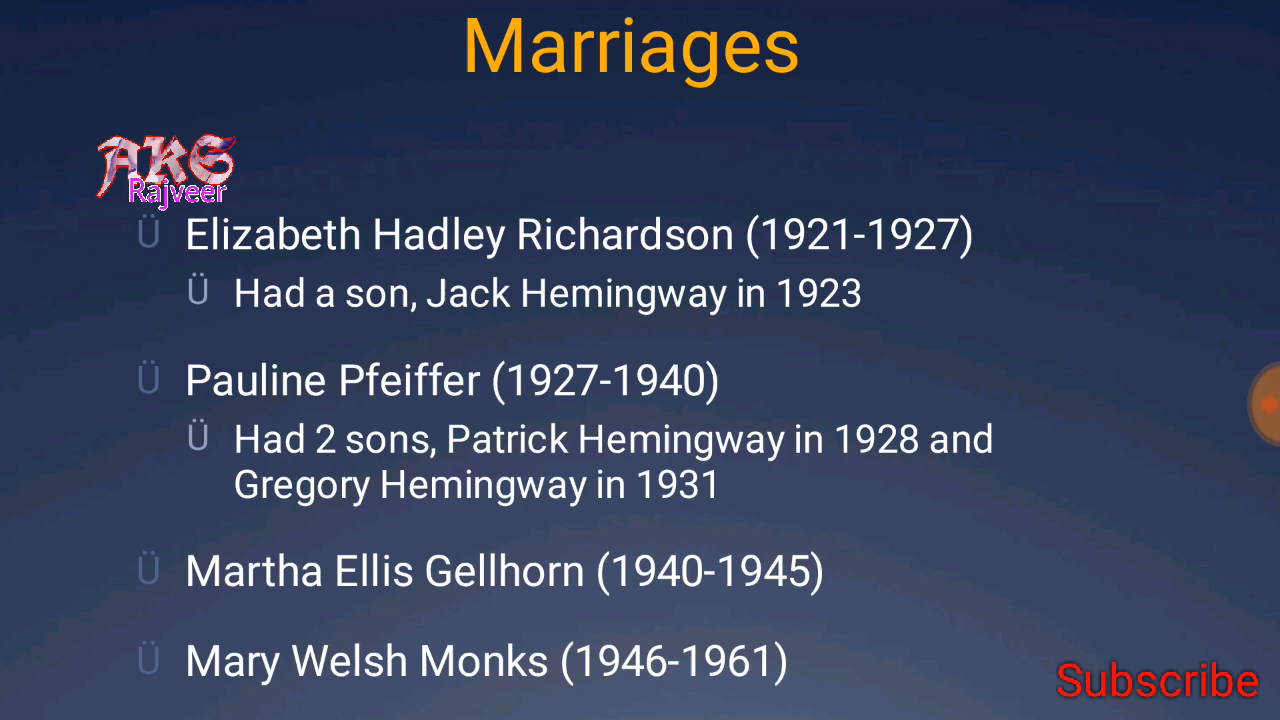 Marriages
AKS
Rajveer
Ü Elizabeth Hadley Richardson (1921-1927)
Ü Had a son, Jack Hemingway in 1923
Ü Pauline Pfeiffer (1927-1940)
Ü Had 2 sons, Patrick Hemingway in 1928 and
Gregory Hemingway in 1931
Ü Martha Ellis Gellhorn (1940-1945)
Ü Mary Welsh Monks (1946-1961)
Subscribe